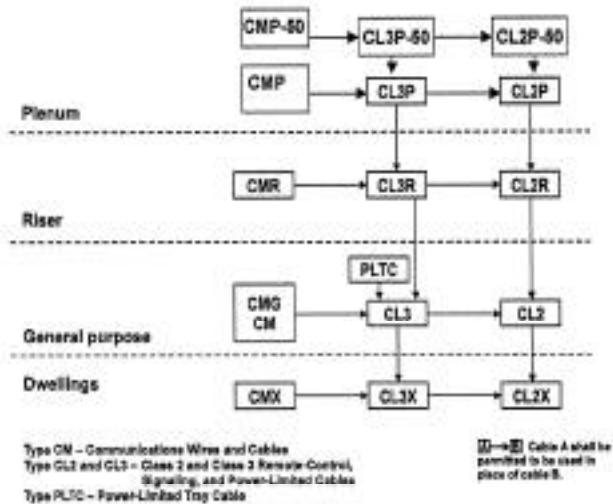 CMP-50
CL3P-50
CL2P-50
CMP
CL3P
CL2P
Plenum
CMR
CL3R
CL2R
Riser
PLTC
CMG
CM
CL3
CL2
General purpose
Dwellings
CMX
CL3X
CL2X
Type CM – Communications Wires and Cables
Type CL2 and CL3 – Class 2 and Class 3 Remote-Control,
Signaling, and Power-Limited Cables
Type PLTC – Power-Limited Tray Cable
A → B Cable A shall be
permitted to be used in
place of cable B.